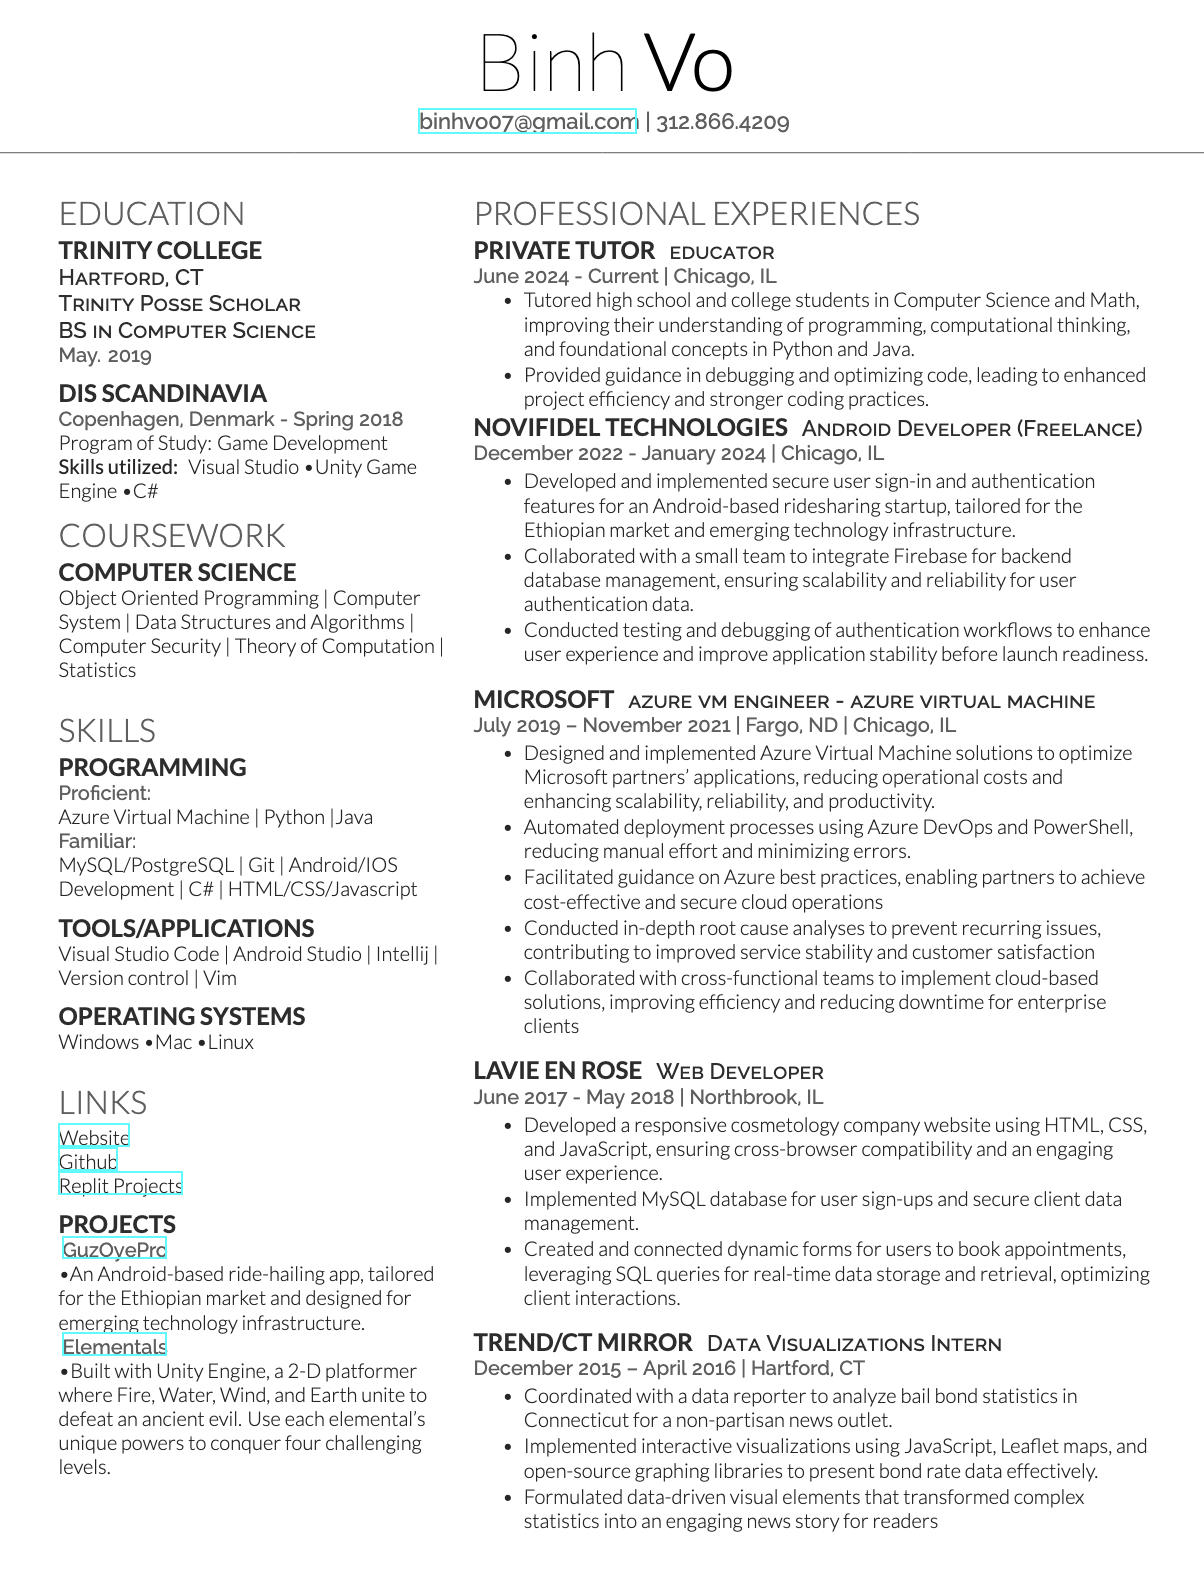 Binh Vo
binhvo07@gmail.com | 312.866.4209
EDUCATION
TRINITY COLLEGE
HARTFORD, CT
TRINITY POSSE SCHOLAR
BS IN COMPUTER SCIENCE
May. 2019
DIS SCANDINAVIA
Copenhagen, Denmark - Spring 2018
Program of Study: Game Development
Skills utilized: Visual Studio •Unity Game
Engine •C#
COURSEWORK
COMPUTER SCIENCE
Object Oriented Programming | Computer
System | Data Structures and Algorithms |
Computer Security | Theory of Computation |
Statistics
SKILLS
PROGRAMMING
Proficient:
Azure Virtual Machine | Python |Java
Familiar:
MySQL/PostgreSQL | Git | Android/IOS
Development | C# | HTML/CSS/Javascript
TOOLS/APPLICATIONS
Visual Studio Code | Android Studio | Intellij |
Version control | Vim
OPERATING SYSTEMS
Windows •Mac •Linux
LINKS
Website
Github
Replit Projects
PROJECTS
GuzOyePro
•An Android-based ride-hailing app, tailored
for the Ethiopian market and designed for
emerging technology infrastructure.
Elementals
•Built with Unity Engine, a 2-D platformer
where Fire, Water, Wind, and Earth unite to
defeat an ancient evil. Use each elemental's
unique powers to conquer four challenging
levels.
PROFESSIONAL EXPERIENCES
PRIVATE TUTOR EDUCATOR
June 2024 - Current | Chicago, IL
• Tutored high school and college students in Computer Science and Math,
improving their understanding of programming, computational thinking,
and foundational concepts in Python and Java.
• Provided guidance in debugging and optimizing code, leading to enhanced
project efficiency and stronger coding practices.
NOVIFIDEL TECHNOLOGIES ANDROID DEVELOPER (FREELANCE)
December 2022 - January 2024 | Chicago, IL
• Developed and implemented secure user sign-in and authentication
features for an Android-based ridesharing startup, tailored for the
Ethiopian market and emerging technology infrastructure.
• Collaborated with a small team to integrate Firebase for backend
database management, ensuring scalability and reliability for user
authentication data.
• Conducted testing and debugging of authentication workflows to enhance
user experience and improve application stability before launch readiness.
MICROSOFT AZURE VM ENGINEER - AZURE VIRTUAL MACHINE
July 2019 – November 2021 | Fargo, ND | Chicago, IL
• Designed and implemented Azure Virtual Machine solutions to optimize
Microsoft partners' applications, reducing operational costs and
enhancing scalability, reliability, and productivity.
• Automated deployment processes using Azure DevOps and PowerShell,
reducing manual effort and minimizing errors.
• Facilitated guidance on Azure best practices, enabling partners to achieve
cost-effective and secure cloud operations
• Conducted in-depth root cause analyses to prevent recurring issues,
contributing to improved service stability and customer satisfaction
• Collaborated with cross-functional teams to implement cloud-based
solutions, improving efficiency and reducing downtime for enterprise
clients
LAVIE EN ROSE WEB DEVELOPER
June 2017 - May 2018 | Northbrook, IL
• Developed a responsive cosmetology company website using HTML, CSS,
and JavaScript, ensuring cross-browser compatibility and an engaging
user experience.
• Implemented MySQL database for user sign-ups and secure client data
management.
• Created and connected dynamic forms for users to book appointments,
leveraging SQL queries for real-time data storage and retrieval, optimizing
client interactions.
TREND/CT MIRROR DATA VISUALIZATIONS INTERN
December 2015 – April 2016 | Hartford, CT
• Coordinated with a data reporter to analyze bail bond statistics in
Connecticut for a non-partisan news outlet.
• Implemented interactive visualizations using JavaScript, Leaflet maps, and
open-source graphing libraries to present bond rate data effectively.
• Formulated data-driven visual elements that transformed complex
statistics into an engaging news story for readers